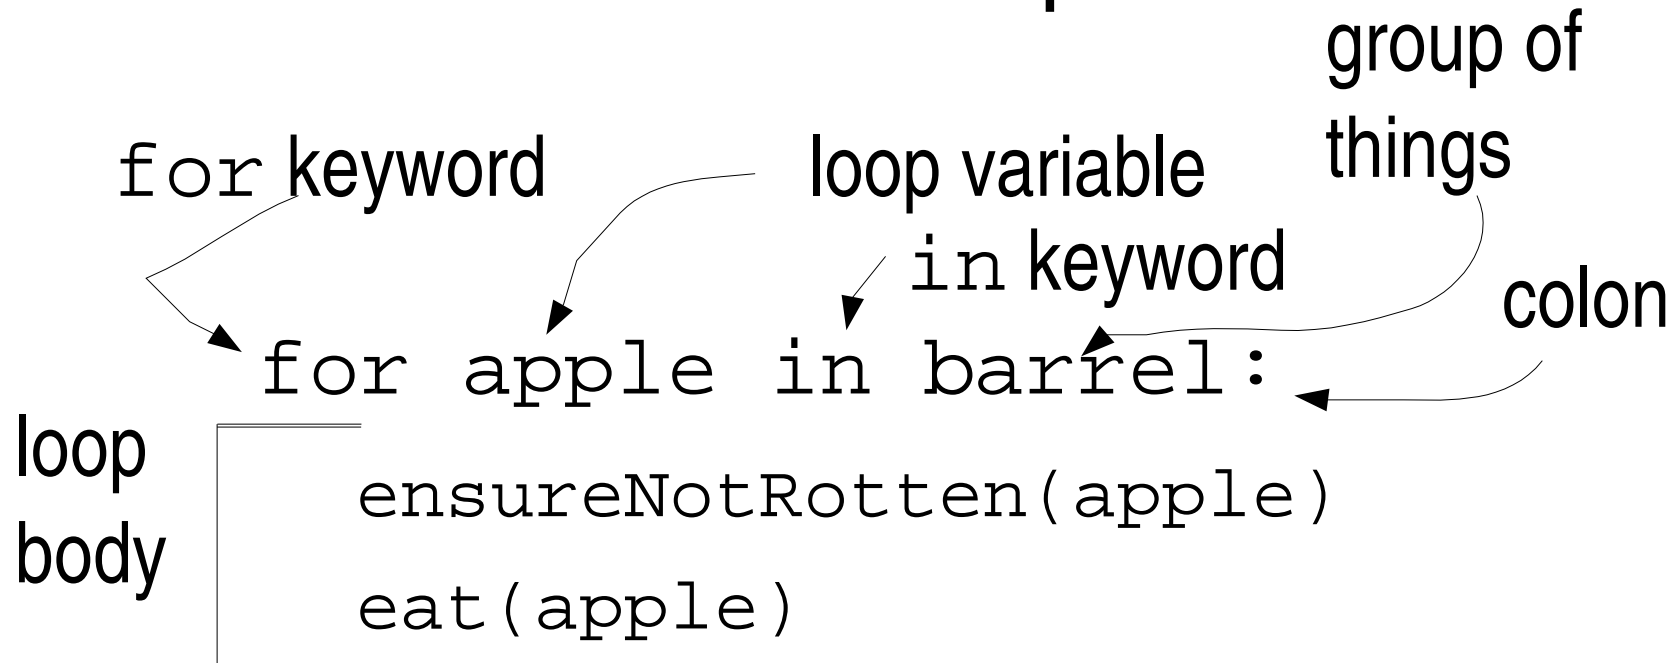 group of
things
for keyword
loop variable
in keyword
colon
for apple in barrel:
loop
body
ensureNotRotten(apple)
eat(apple)